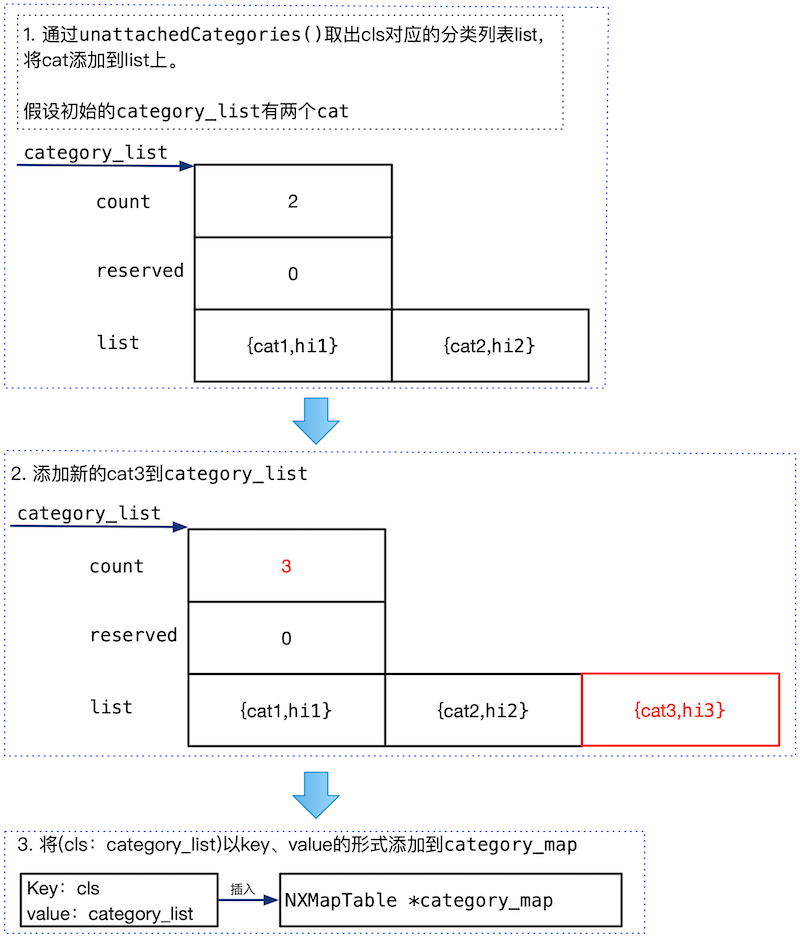 1. 通过unattachedCategories()取出cls对应的分类列表list，
将cat添加到list上。
假设初始的category_list有两个cat
category_list
count
2
reserved
0
list
{cat1,hi1}
{cat2,hi2}
2. 添加新的cat3到category_list
category_list
count
3
reserved
0
list
{cat1,hi1}
{cat2,hi2}
{cat3,hi3}
3. 将(cls：category_list)以key、value的形式添加到category_map
Key：cls
value：category_list
插入
NXMapTable *category_map